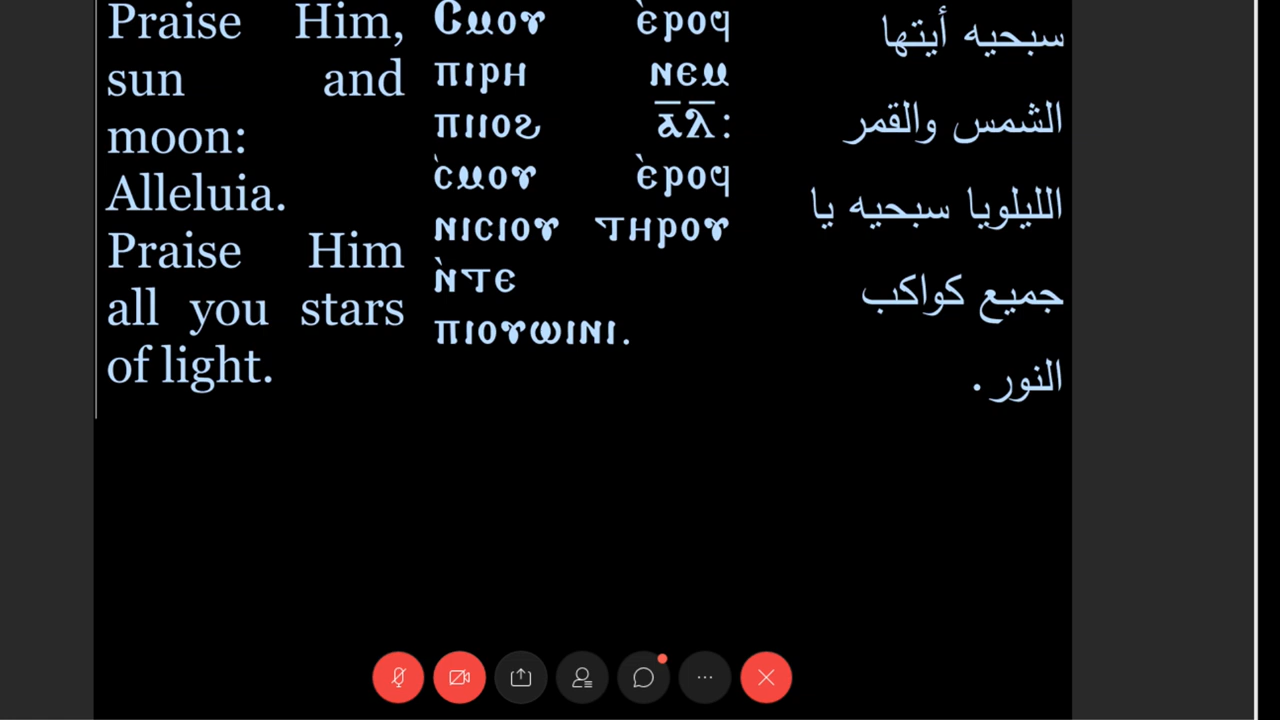 Praise Him,
sun and
moon:
Alleluia.
Praise Him
all you stars
of light.
Ⲥⲙⲟⲩ ⲉ̀ⲣⲟϥ
ⲡⲓⲣⲏ ⲛⲉⲙ
ⲡⲓⲓⲟϩ ⲁ̅ⲗ̅:
ⲥ̀ⲙⲟⲩ ⲉ̀ⲣⲟϥ
ⲛⲓⲥⲓⲟⲩ ⲧⲏⲣⲟⲩ
ⲛ̀ⲧⲉ
ⲡⲓⲟⲩⲱⲓⲛⲓ.
سبحيه أيتها
الشمس والقمر
الليلويا سبحيه يا
جميع كواكب
النور .